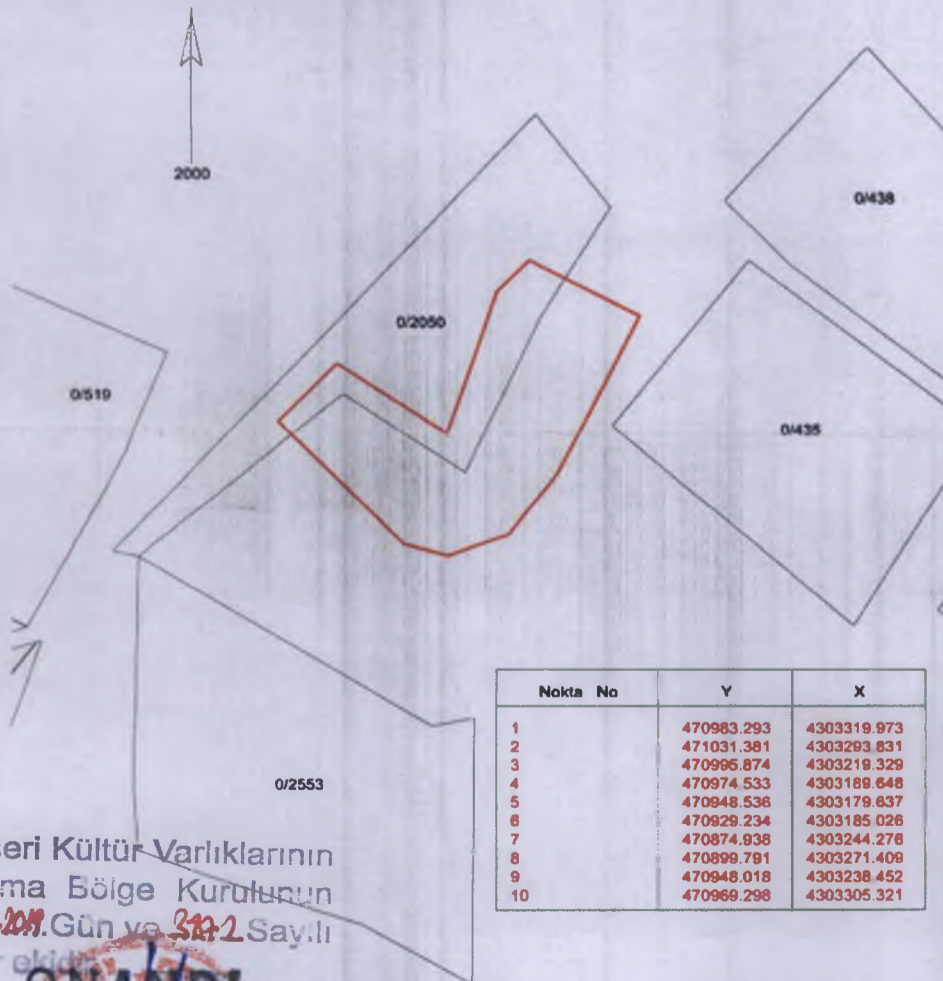 2000
0/438
0/2050
0/519
0/435
Nokta No Y X
1 470983.293 4303319.973
2 471031.381 4303293.831
3 470995.874 4303219.329
4 470974.533 4303189.648
5 470948.536 4303179.637
6 470929.234 4303185.026
7 470874.938 4303244.276
8 470899.791 4303271.409
9 470948.018 4303238.452
10 470969.298 4303305.321
0/2553
seri Kültür Varlıklarının
ma Bölge Kurulunun
Gün ve Sayılı
ekidir
ONANDI